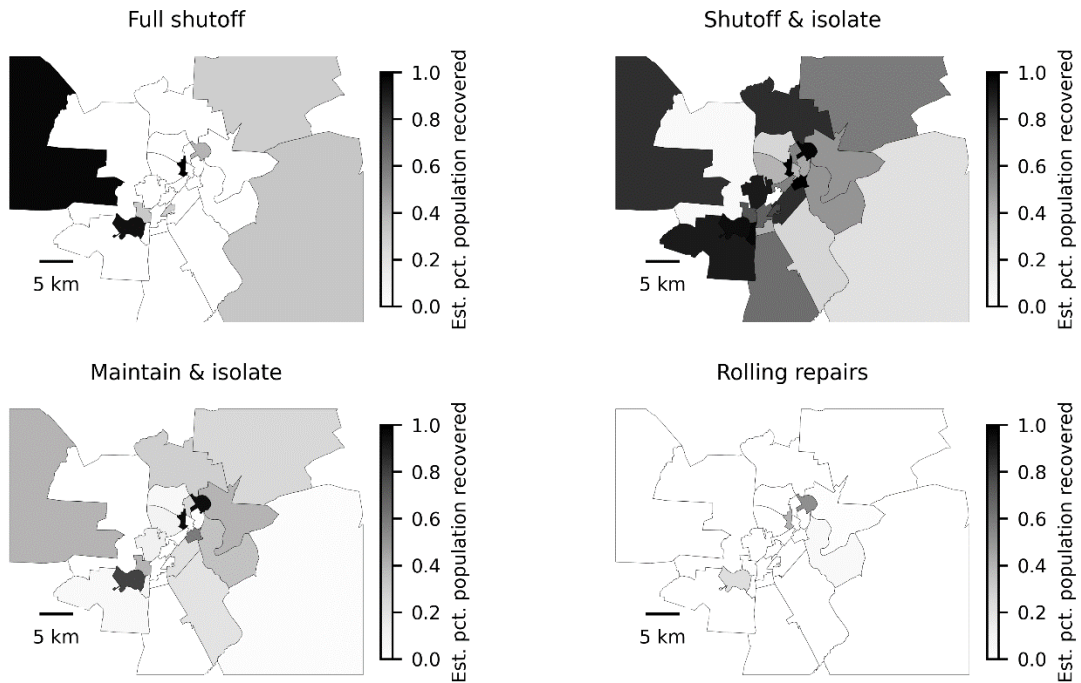 Full shutoff
1.0
0.8
0.6
0.4
0.2
0.0
Est. pct. population recovered
5 km
Shutoff & isolate
1.0
0.8
0.6
0.4
0.2
0.0
Est. pct. population recovered
5 km
Maintain & isolate
1.0
0.8
0.6
0.4
0.2
0.0
Est. pct. population recovered
5 km
Rolling repairs
1.0
0.8
0.6
0.4
0.2
0.0
Est. pct. population recovered
5 km